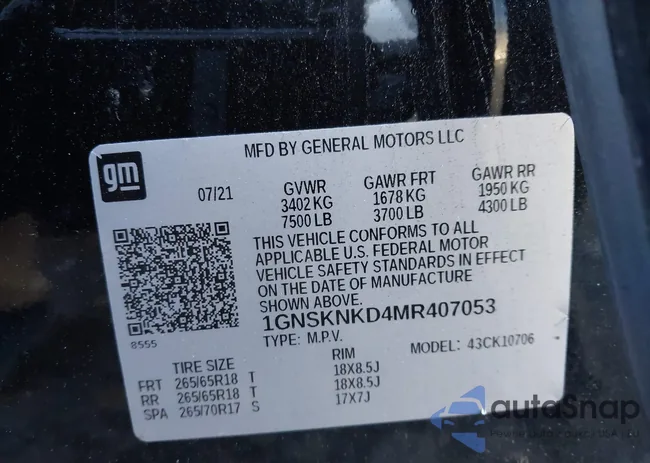 MFD BY GENERAL MOTORS LLC
gm
07/21
GVWR
3402 KG
7500 LB
GAWR FRT
1678 KG
3700 LB
GAWR RR
1950 KG
4300 LB
THIS VEHICLE CONFORMS TO ALL
APPLICABLE U.S. FEDERAL MOTOR
VEHICLE SAFETY STANDARDS IN EFFECT
ON THE DATE OF MANUFACTURE
SHOWN ABOVE.
1GNSKNKD4MR407053
8555
TYPE: M.P.V.
MODEL: 43CK10706
TIRE SIZE RIM
FRT 265/65R18 T 18X8.5J
RR 265/65R18 T 18X8.5J
SPA 265/70R17 S 17X7J
autoSnap